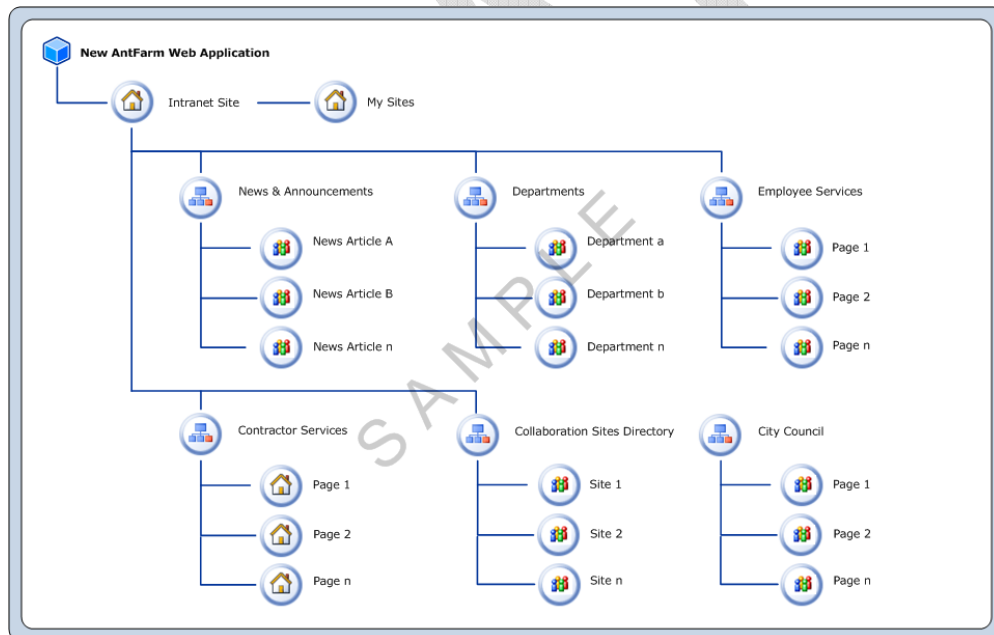 New AntFarm Web Application
Intranet Site
My Sites
News & Announcements
News Article A
News Article B
News Article n
Departments
Department a
Department b
Department n
Employee Services
Page 1
Page 2
Page n
Contractor Services
Page 1
Page 2
Page n
Collaboration Sites Directory
Site 1
Site 2
Site n
City Council
Page 1
Page 2
Page n
SAMPLE